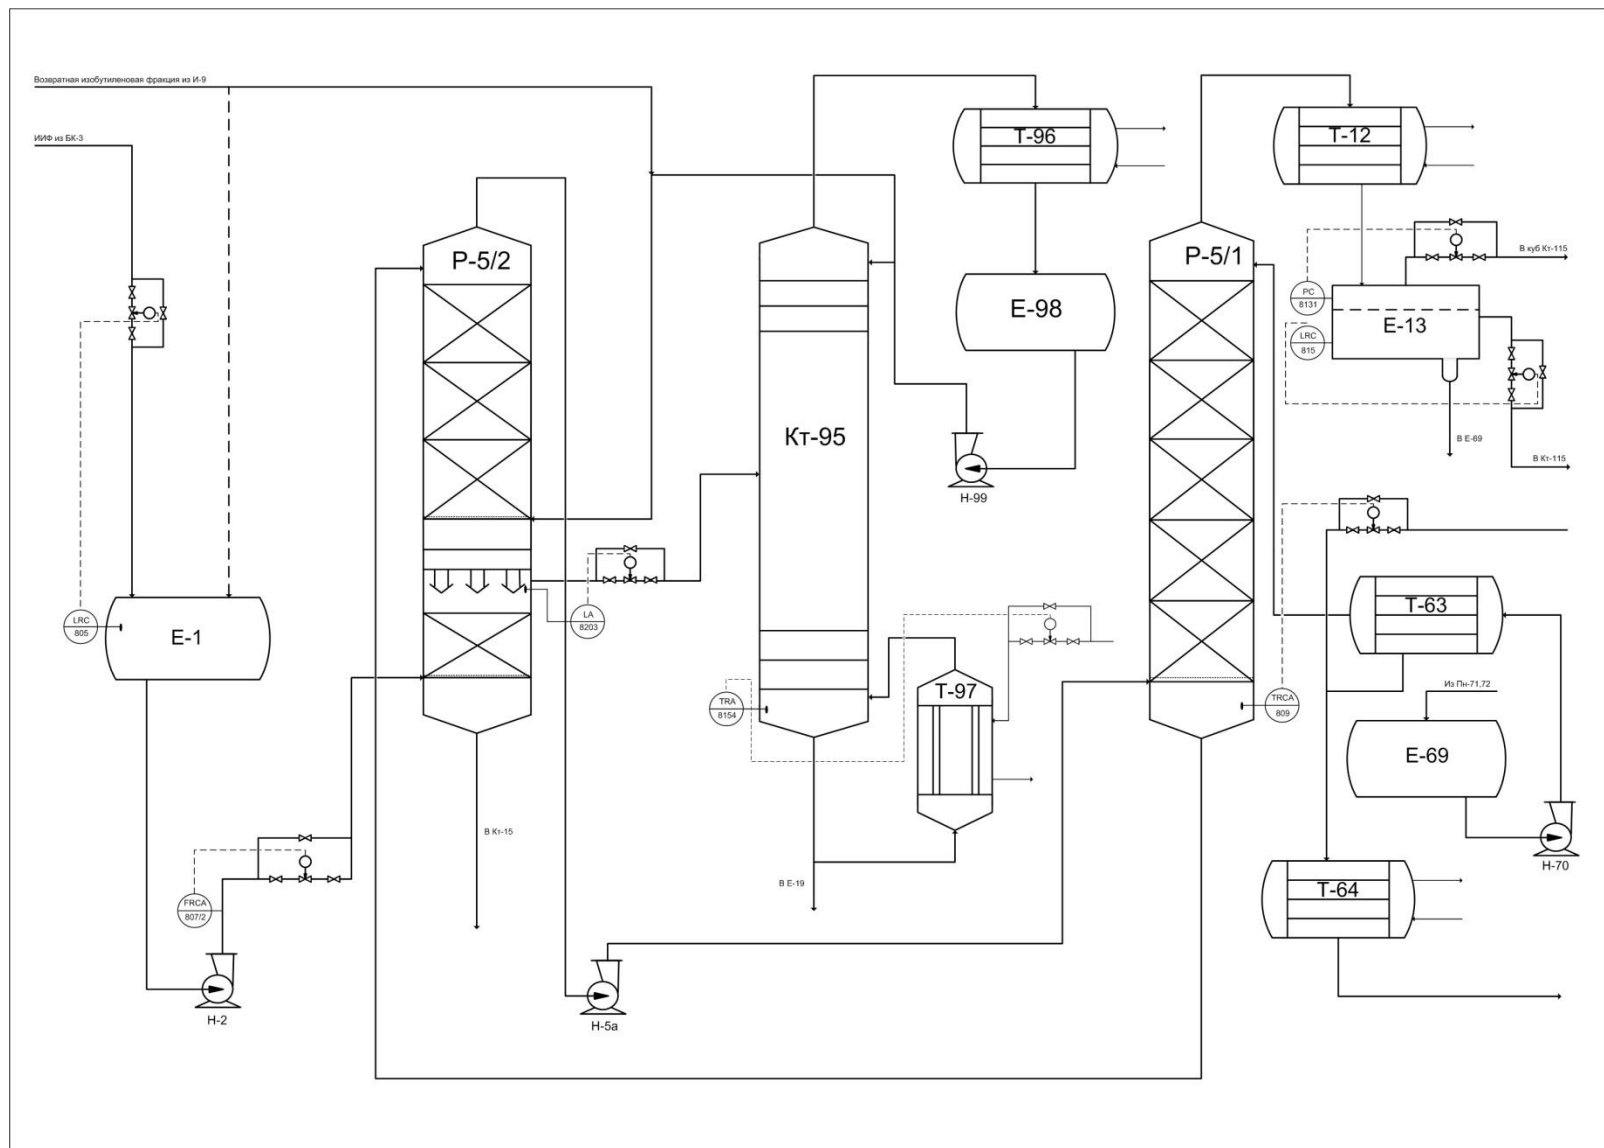 Возвратная изобутиленовая фракция из И-9
ИИФ из БК-3
Т-96
Т-12
Р-5/2
Р-5/1
В куб Кт-115
PC
8131
Е-98
Е-13
LRC
815
Кт-95
В Е-69
В Кт-115
Н-99
LRC
805
Е-1
LA
8203
Т-63
Т-97
Из Пн-71,72
TRA
8154
TRCA
809
Е-69
В Кт-15
Н-70
В Е-19
Т-64
FRCA
807/2
Н-2
Н-5а